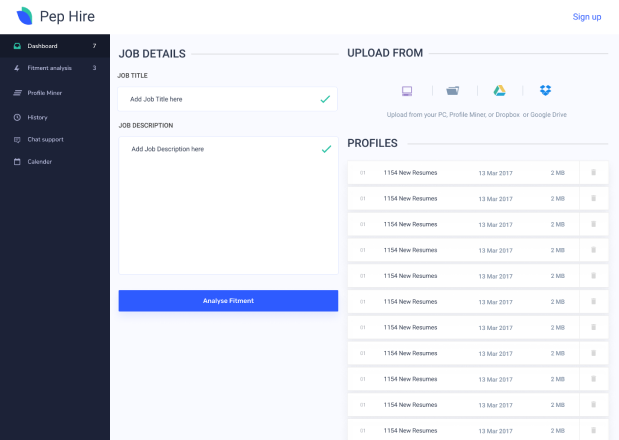 Pep Hire
Sign up
Dashboard 7
Fitment analysis 3
Profile Miner
History
Chat support
Calender
JOB DETAILS
JOB TITLE
Add Job Title here
JOB DESCRIPTION
Add Job Description here
Analyse Fitment
UPLOAD FROM
Upload from your PC, Profile Miner, or Dropbox or Google Drive
PROFILES
01 1154 New Resumes 13 Mar 2017 2 MB
01 1154 New Resumes 13 Mar 2017 2 MB
01 1154 New Resumes 13 Mar 2017 2 MB
01 1154 New Resumes 13 Mar 2017 2 MB
01 1154 New Resumes 13 Mar 2017 2 MB
01 1154 New Resumes 13 Mar 2017 2 MB
01 1154 New Resumes 13 Mar 2017 2 MB
01 1154 New Resumes 13 Mar 2017 2 MB
01 1154 New Resumes 13 Mar 2017 2 MB
01 1154 New Resumes 13 Mar 2017 2 MB
01 1154 New Resumes 13 Mar 2017 2 MB